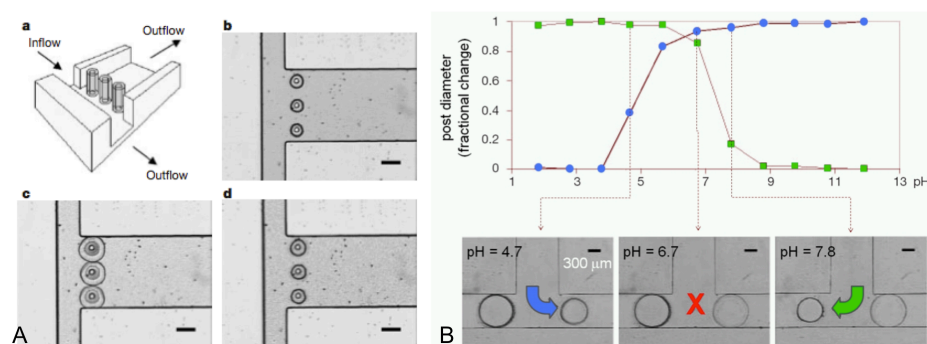 a
Inflow
Outflow
Outflow
b
c
d
A
post diameter
(fractional change)
1
0.8
0.6
0.4
0.2
0
1 3 5 7 9 11 13 pH
pH = 4.7
300 μm
pH = 6.7
X
pH = 7.8
B